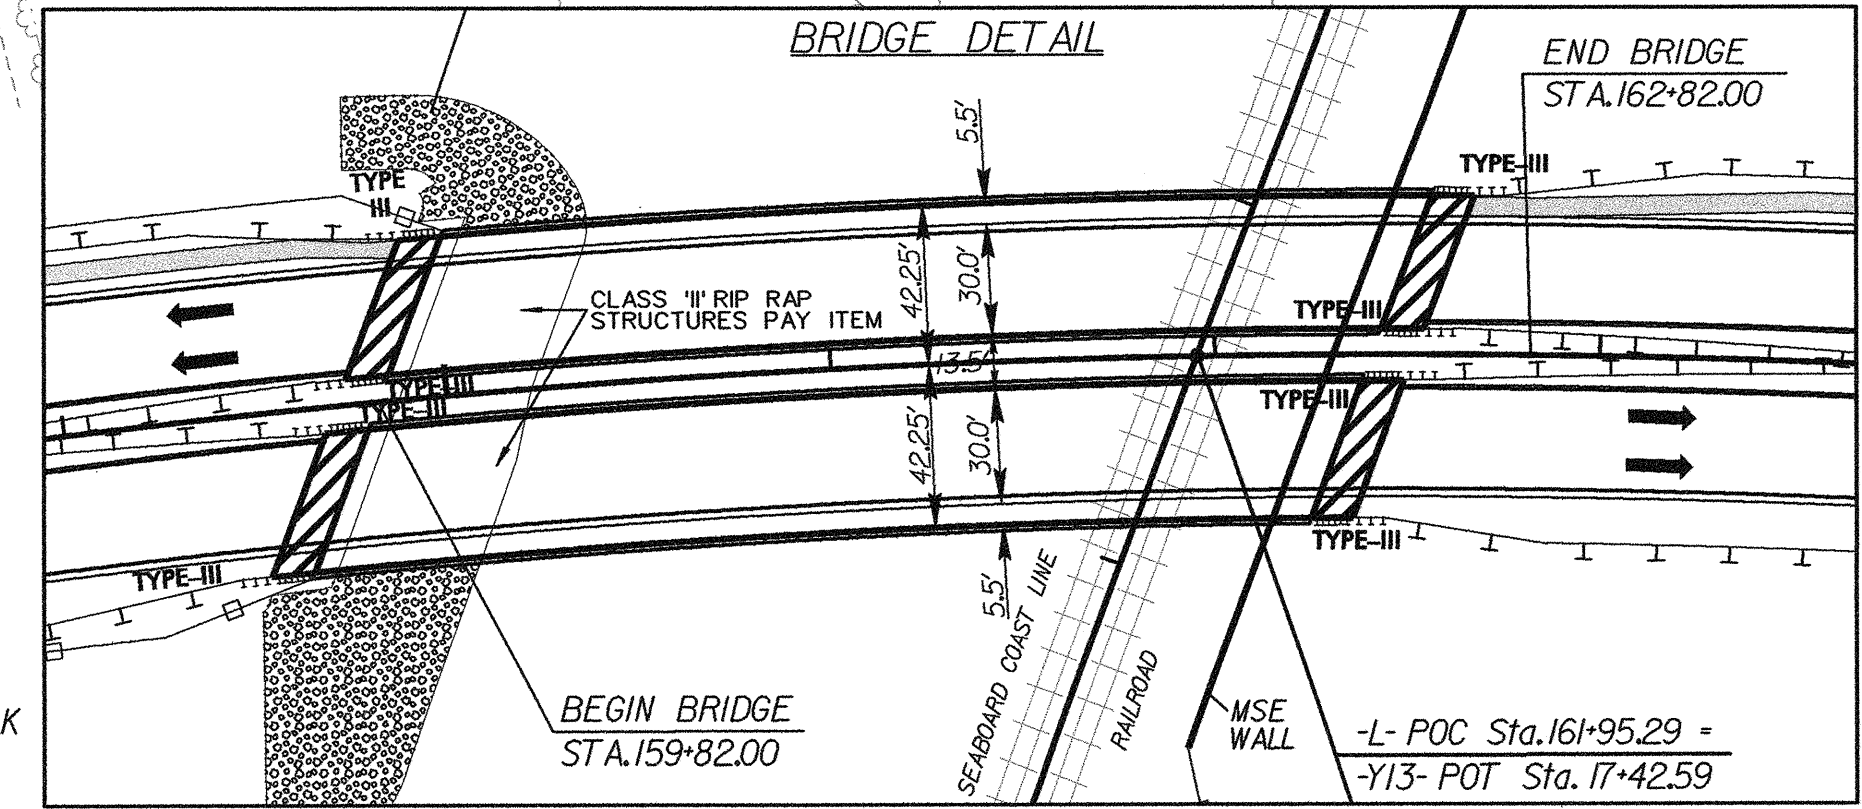 BRIDGE DETAIL
END BRIDGE
STA.162+82.00
5.5'
TYPE-III
TYPE
III
42.25'
30.0'
CLASS 'II' RIP RAP
STRUCTURES PAY ITEM
TYPE-III
13.5'
TYPE-III
TYPE-III
TYPE-III
42.25'
30.0'
TYPE-III
TYPE-III
5.5'
SEABOARD COAST LINE
RAILROAD
MSE
WALL
K
BEGIN BRIDGE
STA.159+82.00
-L- POC Sta.161+95.29 =
-Y13- POT Sta. 17+42.59